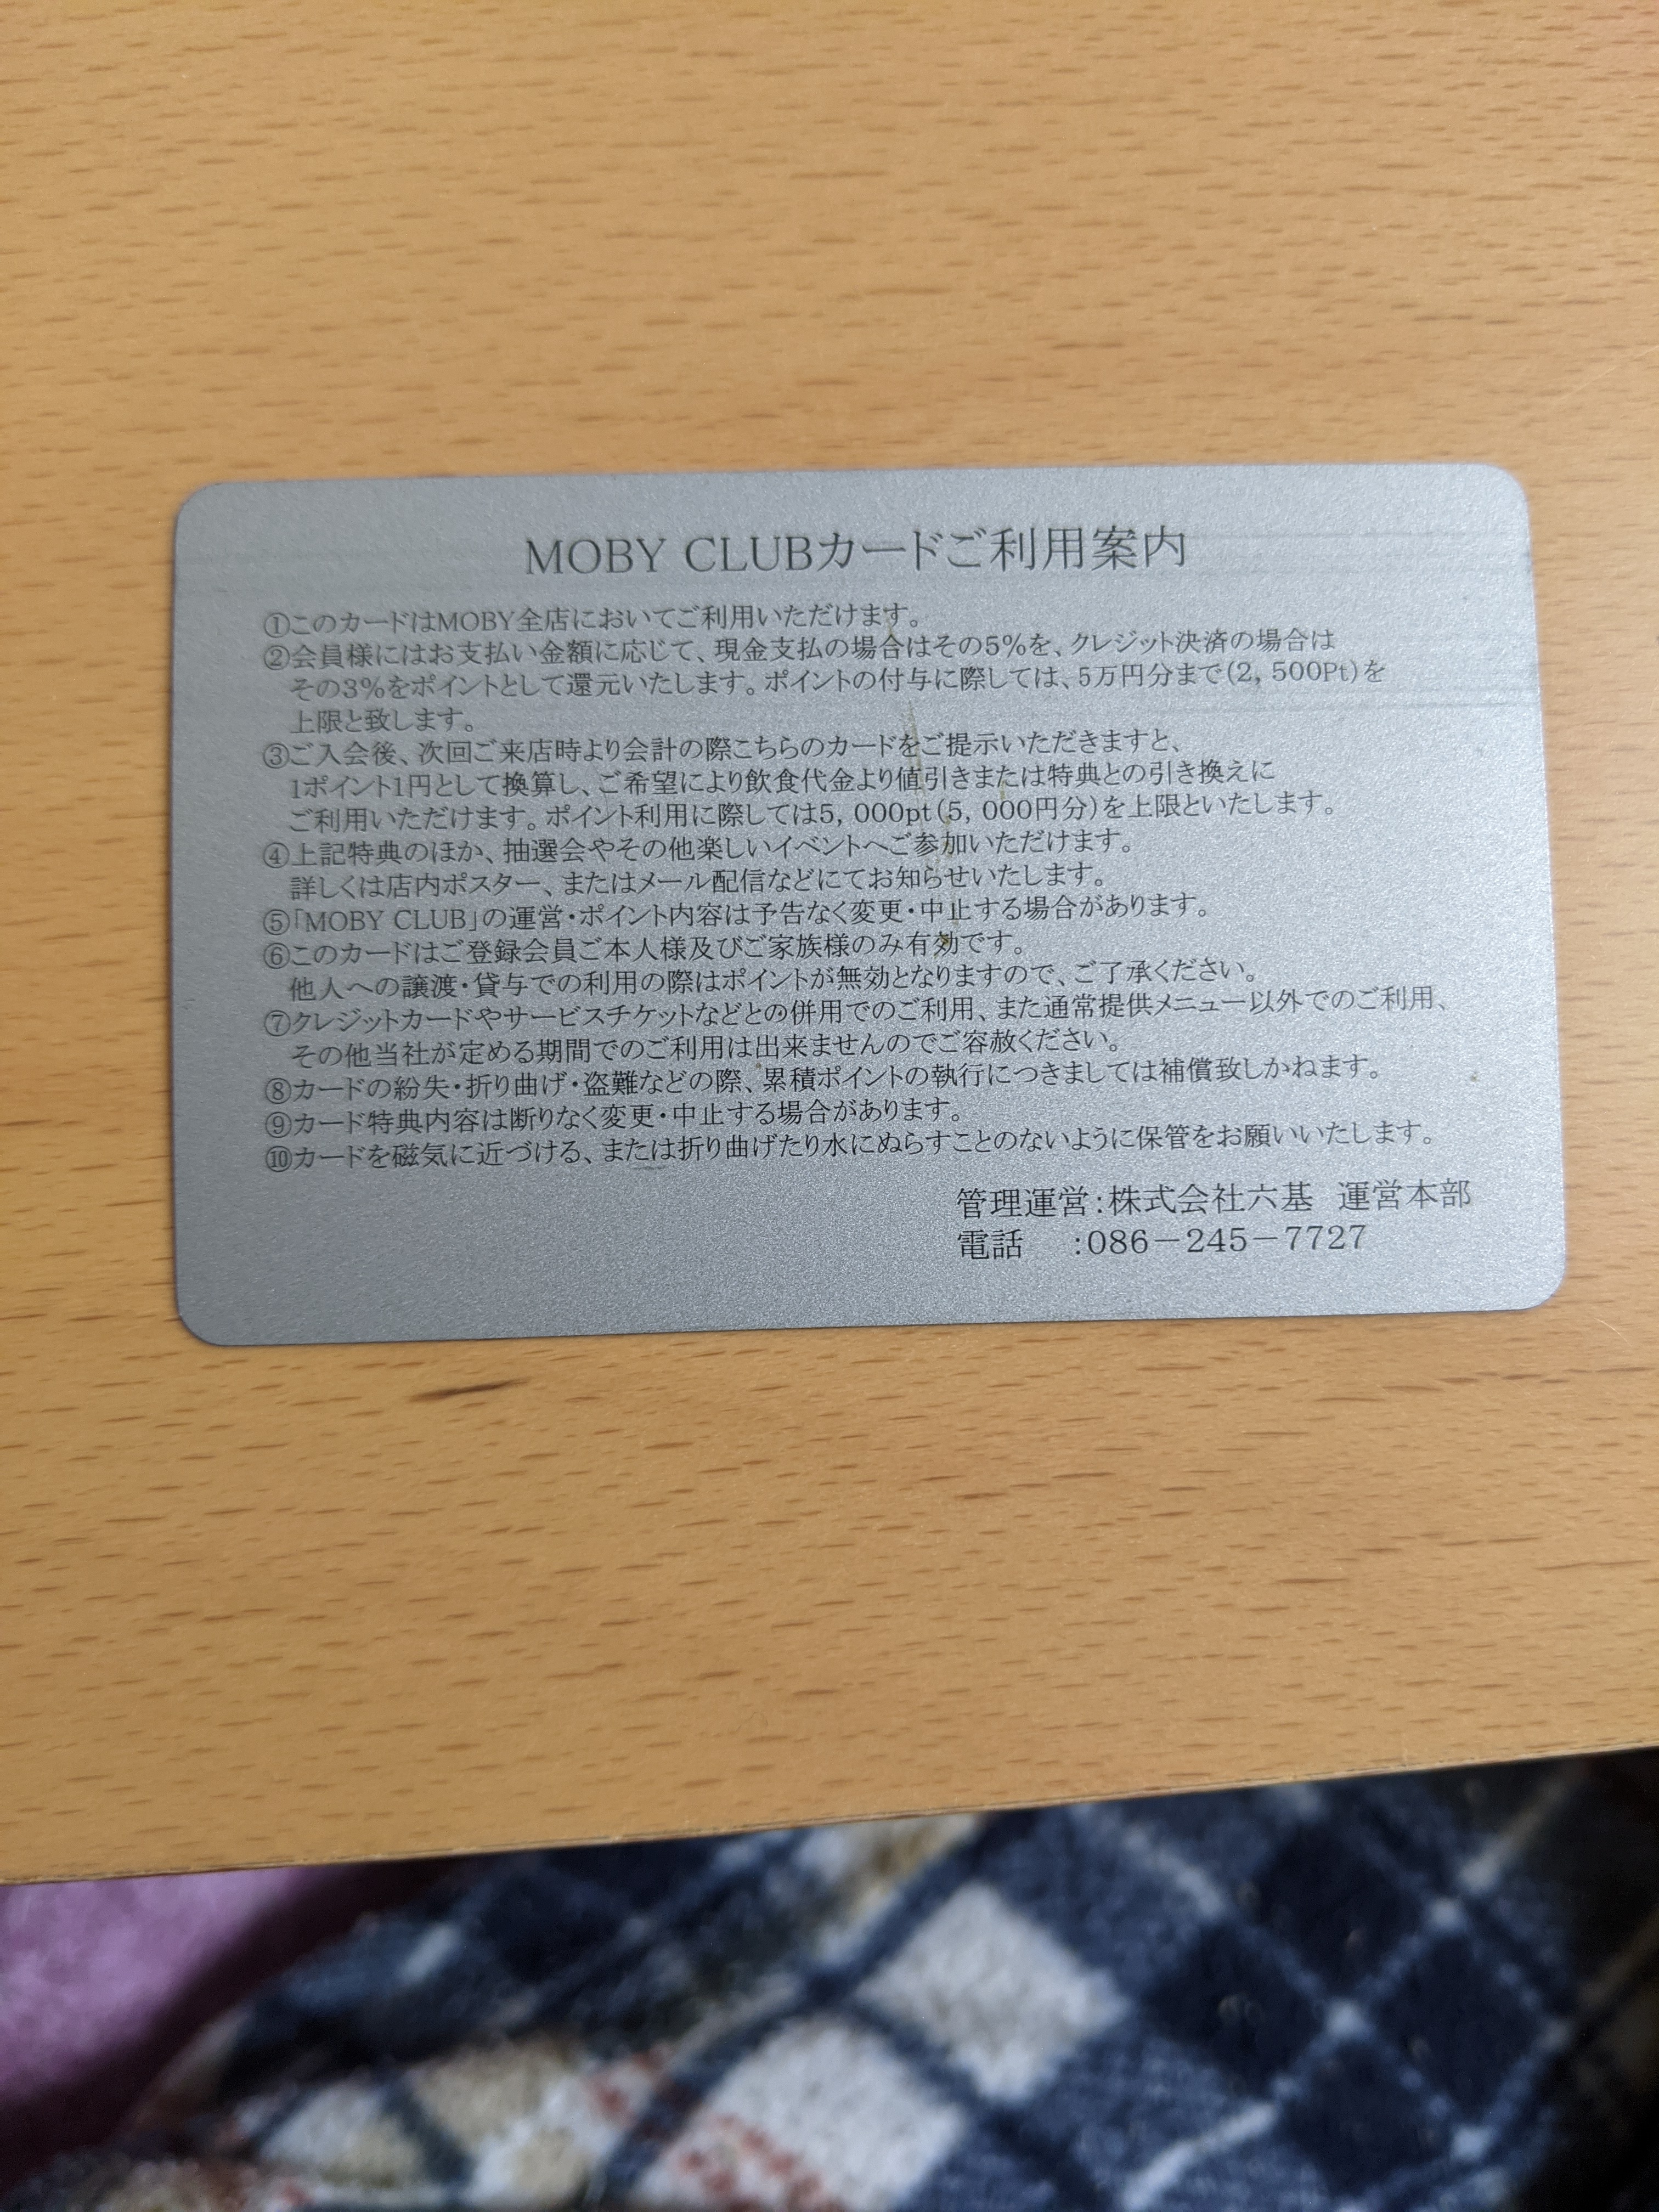 MOBY CLUBカードご利用案内
①このカードはMOBY全店においてご利用いただけます。
②会員様にはお支払い金額に応じて、現金支払の場合はその5%を、クレジット決済の場合は
その3%をポイントとして還元いたします。ポイントの付与に際しては、5万円分まで(2,500Pt)を
上限と致します。
③ご入会後、次回ご来店時より会計の際こちらのカードをご提示いただきますと、
1ポイント1円として換算し、ご希望により飲食代金より値引きまたは特典との引き換えに
ご利用いただけます。ポイント利用に際しては5,000pt(5,000円分)を上限といたします。
④上記特典のほか、抽選会やその他楽しいイベントへご参加いただけます。
詳しくは店内ポスター、またはメール配信などにてお知らせいたします。
⑤「MOBY CLUB」の運営・ポイント内容は予告なく変更・中止する場合があります。
⑥このカードはご登録会員ご本人様及びご家族様のみ有効です。
他人への譲渡・貸与での利用の際はポイントが無効となりますので、ご了承ください。
⑦クレジットカードやサービスチケットなどとの併用でのご利用、また通常提供メニュー以外でのご利用、
その他当社が定める期間でのご利用は出来ませんのでご容赦ください。
⑧カードの紛失・折り曲げ・盗難などの際、累積ポイントの執行につきましては補償致しかねます。
⑨カード特典内容は断りなく変更・中止する場合があります。
⑩カードを磁気に近づける、または折り曲げたり水にぬらすことのないように保管をお願いいたします。
管理運営:株式会社六基 運営本部
電話 :086-245-7727